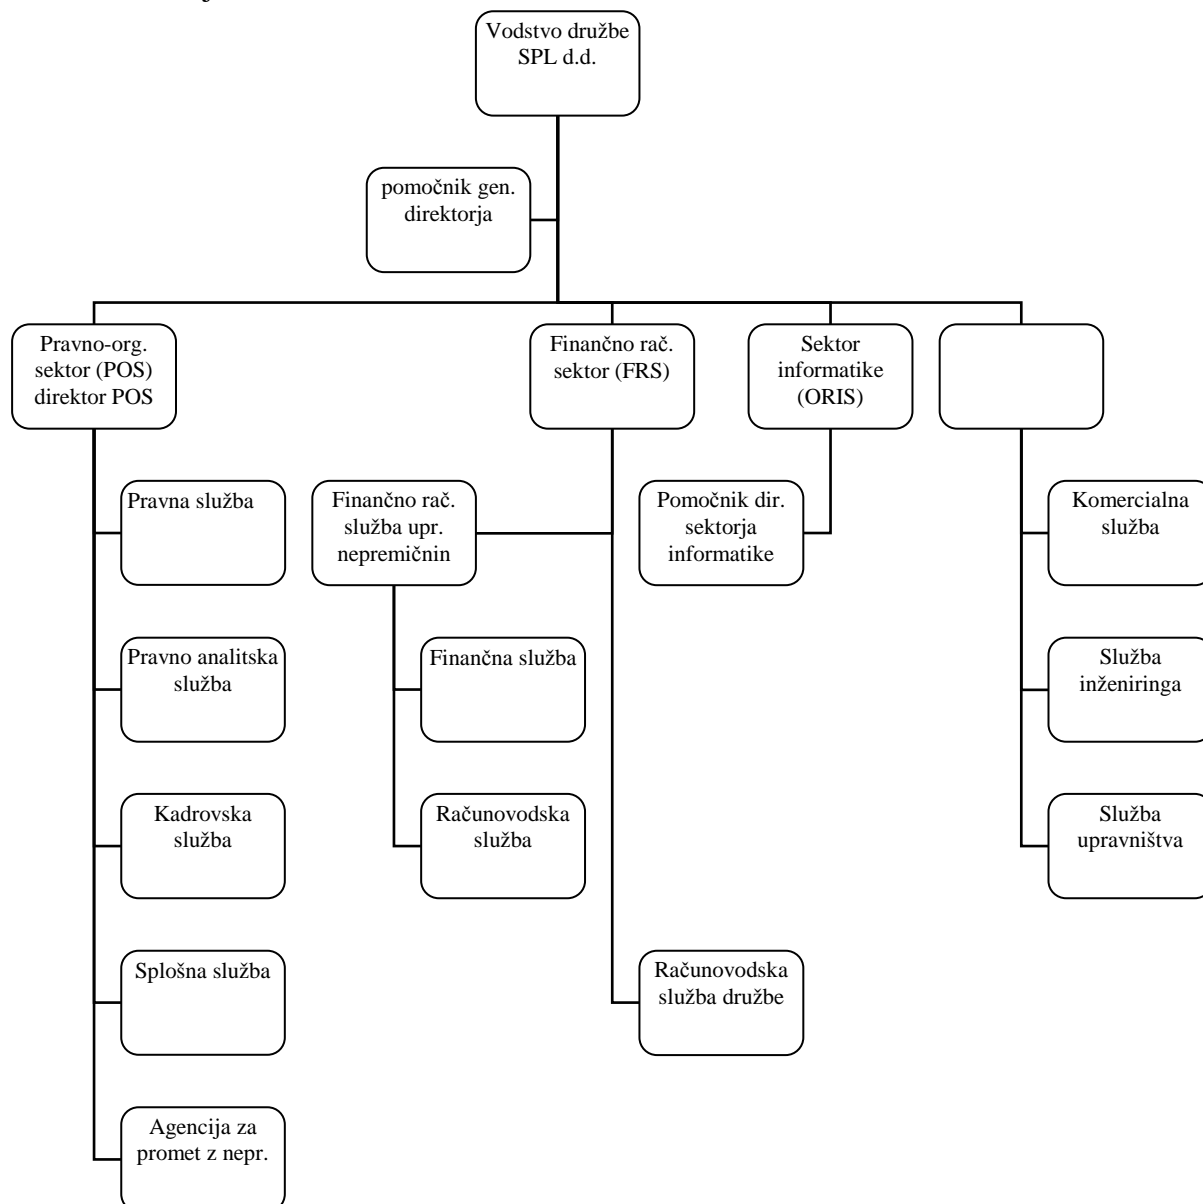 Vodstvo družbe
SPL d.d.
pomočnik gen.
direktorja
Pravno-org.
sektor (POS)
direktor POS
Finančno rač.
sektor (FRS)
Sektor
informatike
(ORIS)
Pravna služba
Finančno rač.
služba upr.
nepremičnin
Pomočnik dir.
sektorja
informatike
Komercialna
služba
Pravno analitska
služba
Finančna služba
Služba
inženiringa
Kadrovska
služba
Računovodska
služba
Služba
upravništva
Splošna služba
Računovodska
služba družbe
Agencija za
promet z nepr.